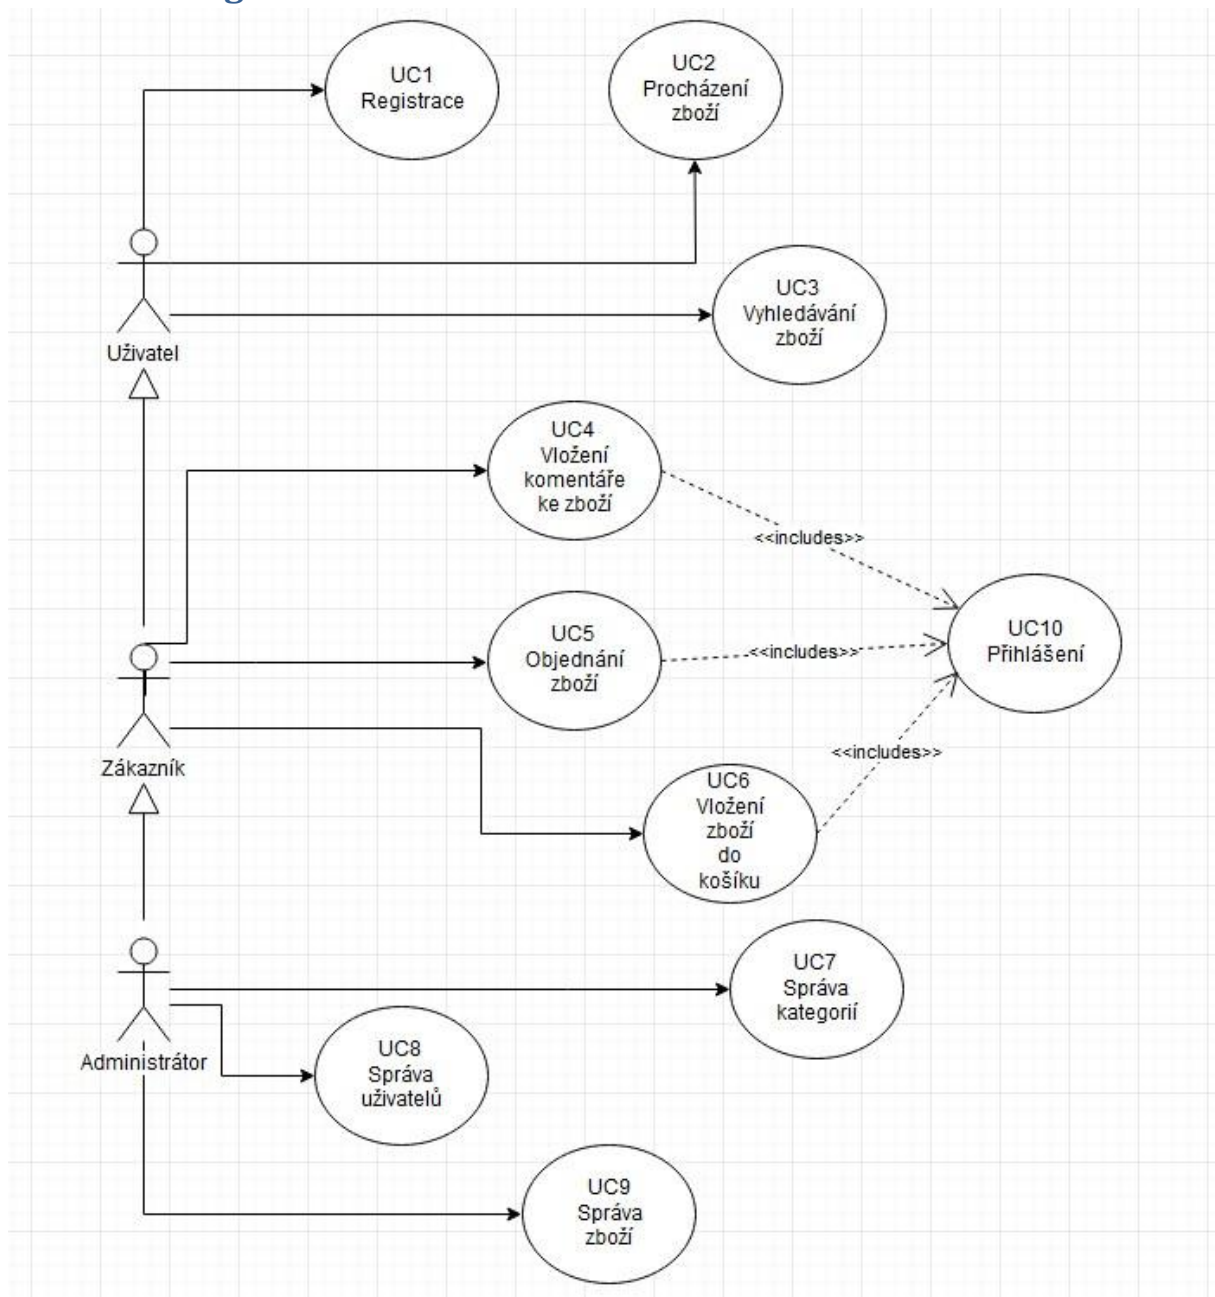 UC1
Registrace
UC2
Procházení
zboží
UC3
Vyhledávání
zboží
Uživatel
UC4
Vložení
komentáře
ke zboží
<<includes>>
UC5
Objednání
zboží
<<includes>>
UC10
Přihlášení
Zákazník
<<includes>>
UC6
Vložení
zboží
do
košíku
UC7
Správa
kategorií
Administrátor
UC8
Správa
uživatelů
UC9
Správa
zboží